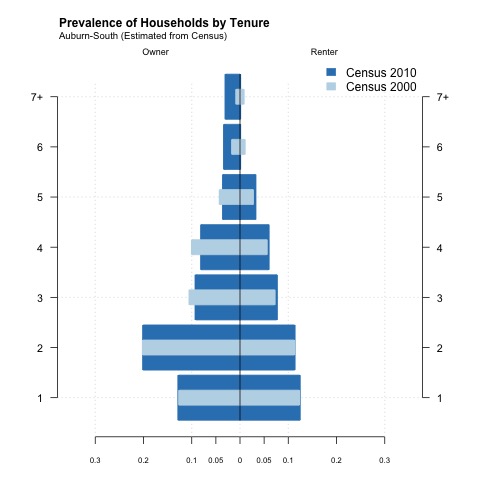 Prevalence of Households by Tenure
Auburn-South (Estimated from Census)
Owner Renter
Census 2010
Census 2000
7+ 7+
6 6
5 5
4 4
3 3
2 2
1 1
0.3 0.2 0.1 0.05 0 0.05 0.1 0.2 0.3